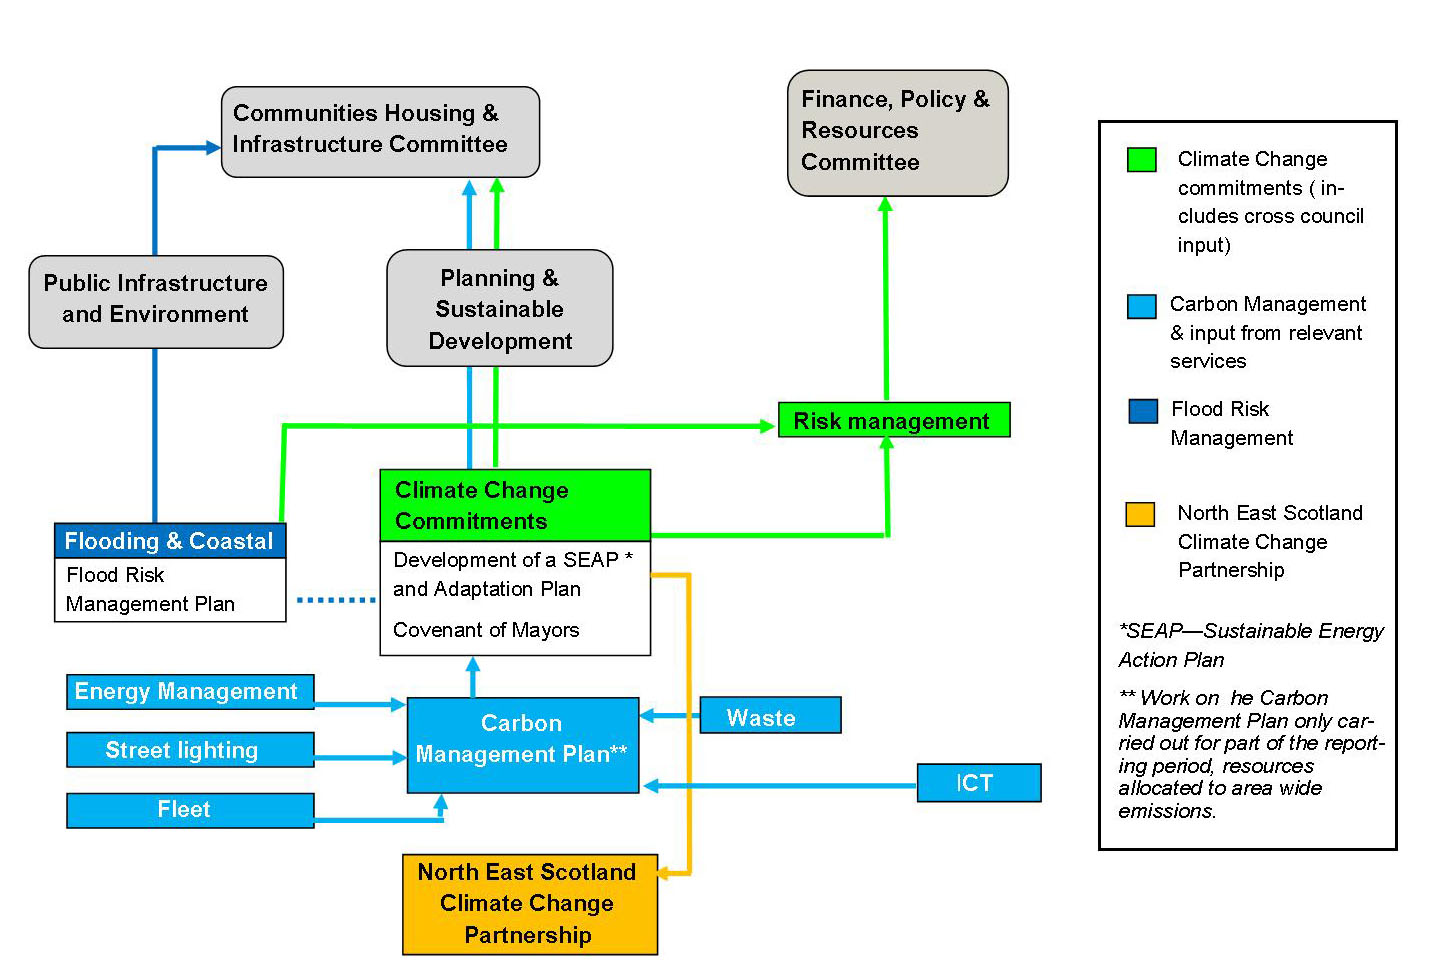 Communities Housing &
Infrastructure Committee
Finance, Policy &
Resources
Committee
Public Infrastructure
and Environment
Planning &
Sustainable
Development
Risk management
Climate Change
Commitments
Development of a SEAP *
and Adaptation Plan
Covenant of Mayors
Flooding & Coastal
Flood Risk
Management Plan
Energy Management
Street lighting
Fleet
Carbon
Management Plan**
Waste
ICT
North East Scotland
Climate Change
Partnership
Climate Change
commitments ( in-
cludes cross council
input)
Carbon Management
& input from relevant
services
Flood Risk
Management
North East Scotland
Climate Change
Partnership
*SEAP—Sustainable Energy
Action Plan
** Work on  he Carbon
Management Plan only car-
ried out for part of the report-
ing period, resources
allocated to area wide
emissions.